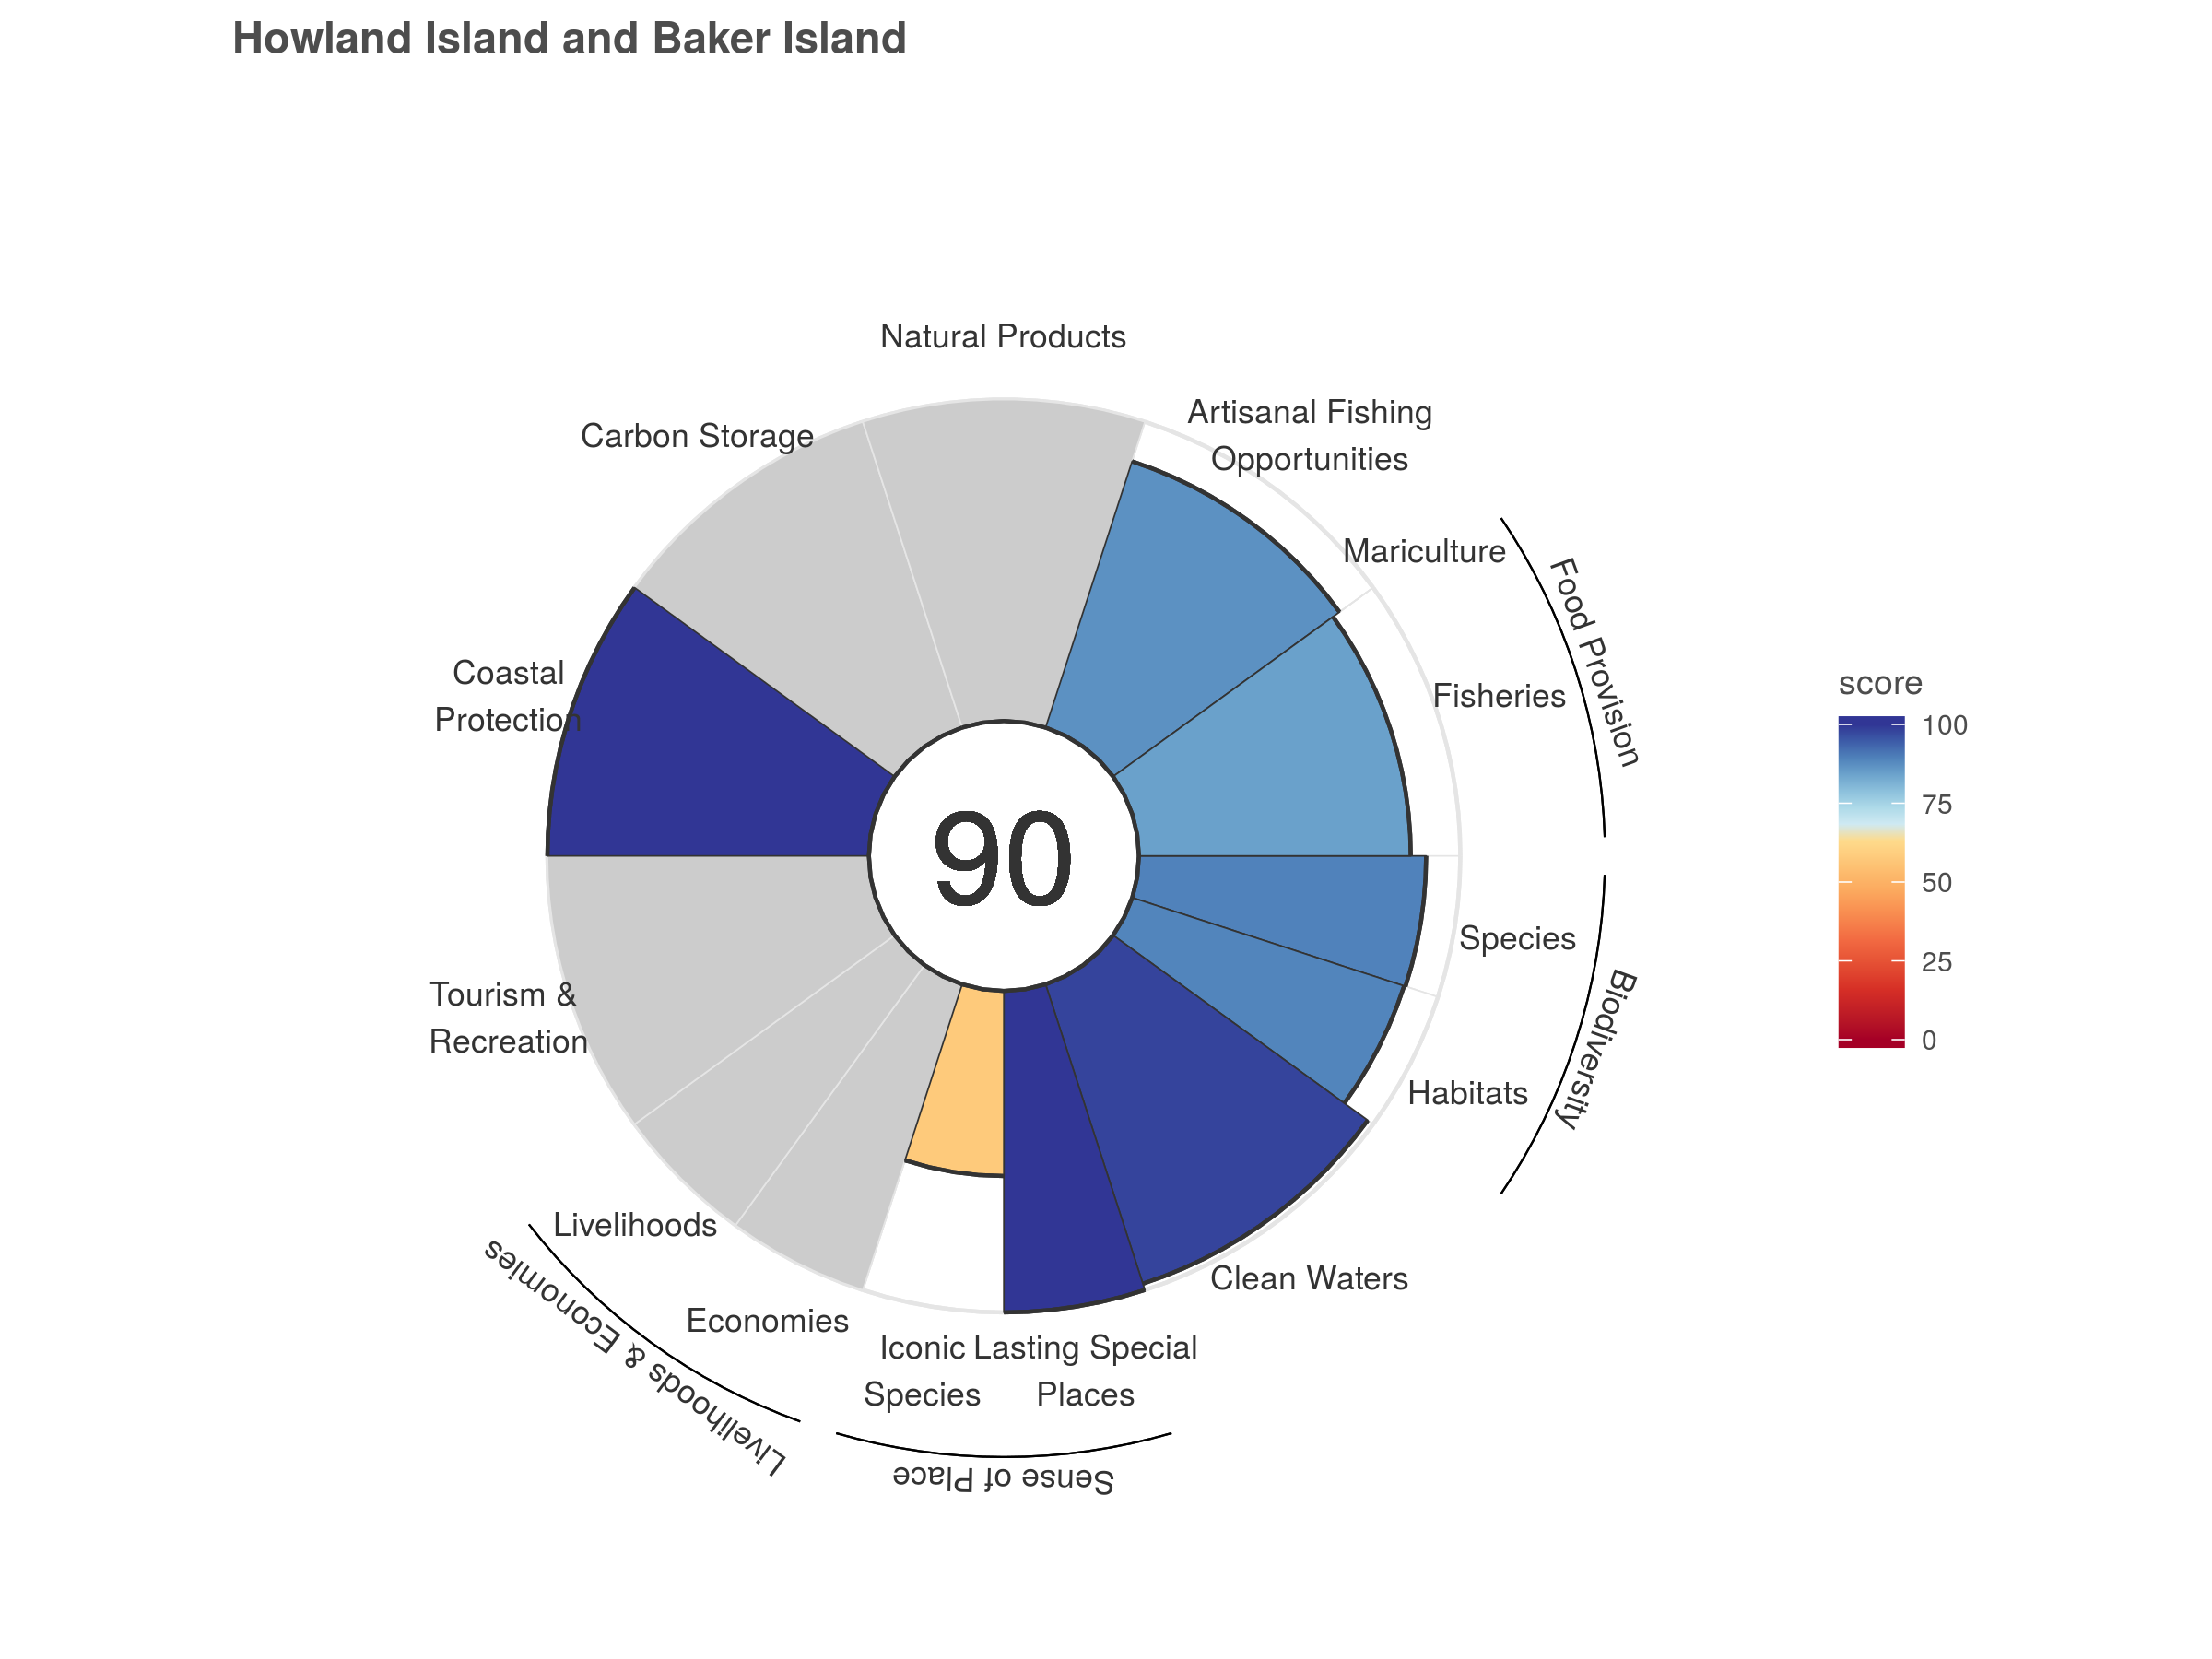 Howland Island and Baker Island
Natural Products
Artisanal Fishing
Opportunities
Carbon Storage
Mariculture
Food Provision
Fisheries
Coastal
Protection
score
100
75
50
25
0
90
Species
Biodiversity
Tourism &
Recreation
Habitats
Livelihoods
Clean Waters
Economies
Livelihoods & Economies
Iconic
Species
Lasting Special
Places
Sense of Place